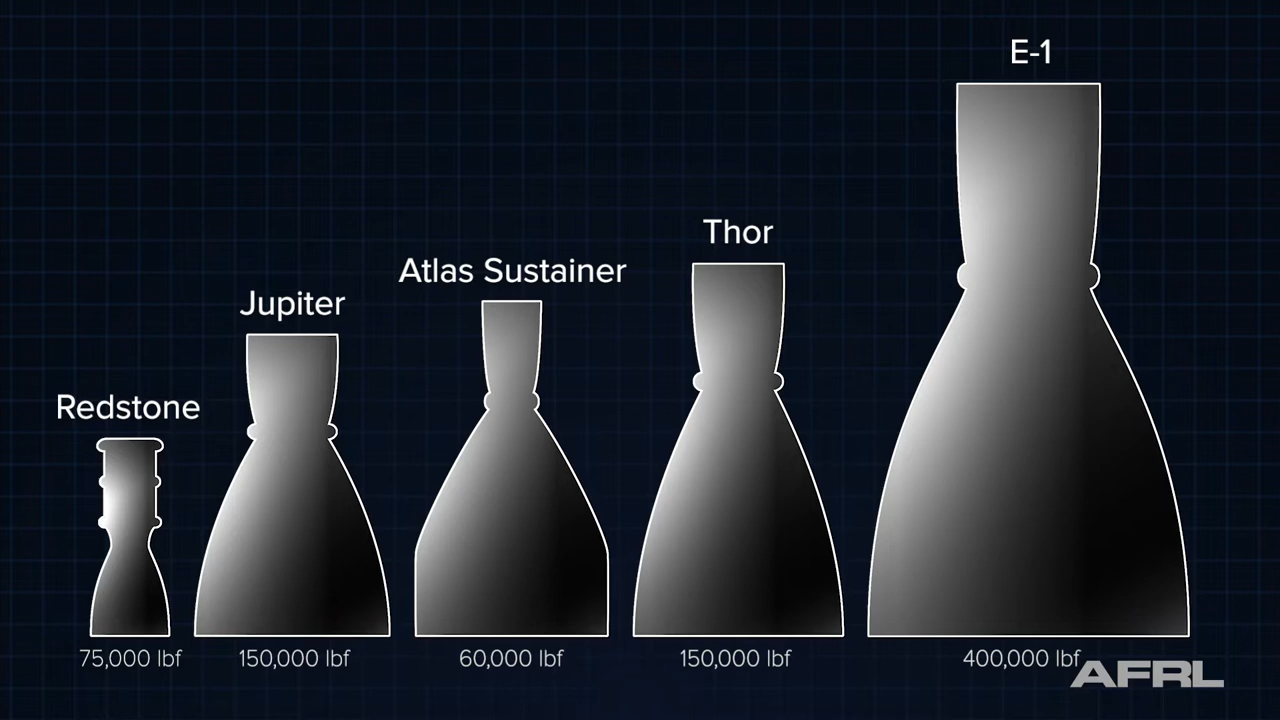 E-1
Thor
Atlas Sustainer
Jupiter
Redstone
75,000 lbf
150,000 lbf
60,000 lbf
150,000 lbf
400,000 lbf
AFRL